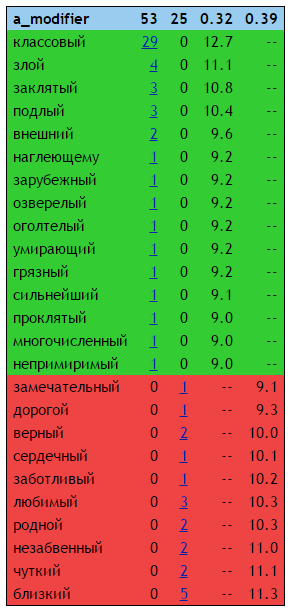 a_modifier 53 25 0.32 0.39
классовый 29 0 12.7 --
злой 4 0 11.1 --
заклятый 3 0 10.8 --
подлый 3 0 10.4 --
внешний 2 0 9.6 --
наглеющему 1 0 9.2 --
зарубежный 1 0 9.2 --
озверелый 1 0 9.2 --
оголтелый 1 0 9.2 --
умирающий 1 0 9.2 --
грязный 1 0 9.2 --
сильнейший 1 0 9.1 --
проклятый 1 0 9.0 --
многочисленный 1 0 9.0 --
непримиримый 1 0 9.0 --
замечательный 0 1 -- 9.1
дорогой 0 1 -- 9.3
верный 0 2 -- 10.0
сердечный 0 1 -- 10.1
заботливый 0 1 -- 10.2
любимый 0 3 -- 10.3
родной 0 2 -- 10.3
незабвенный 0 2 -- 11.0
чуткий 0 2 -- 11.1
близкий 0 5 -- 11.3